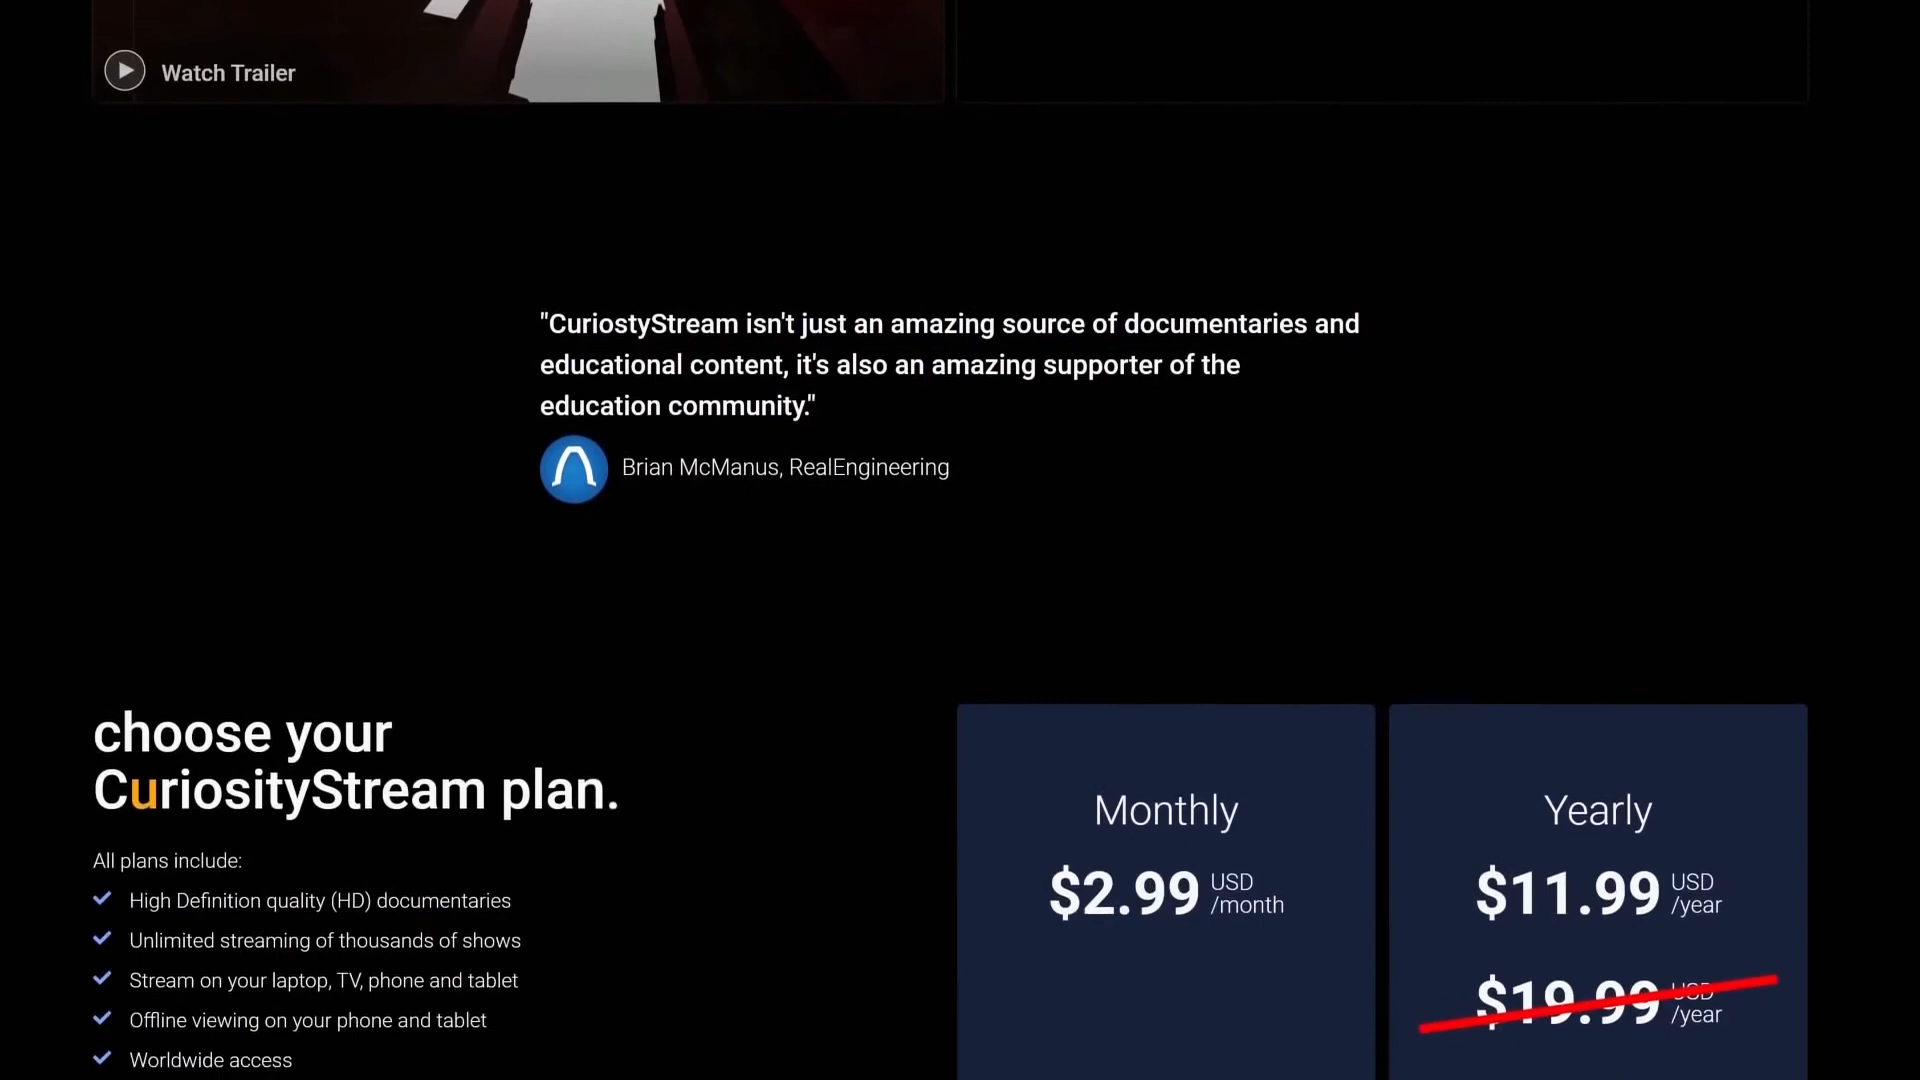 Watch Trailer
"CuriostyStream isn't just an amazing source of documentaries and
educational content, it's also an amazing supporter of the
education community."
Brian McManus, RealEngineering
choose your
CuriosityStream plan.
All plans include:
High Definition quality (HD) documentaries
Unlimited streaming of thousands of shows
Stream on your laptop, TV, phone and tablet
Offline viewing on your phone and tablet
Worldwide access
Monthly
$2.99 USD
/month
Yearly
$11.99 USD
/year
$19.99 USD
/year